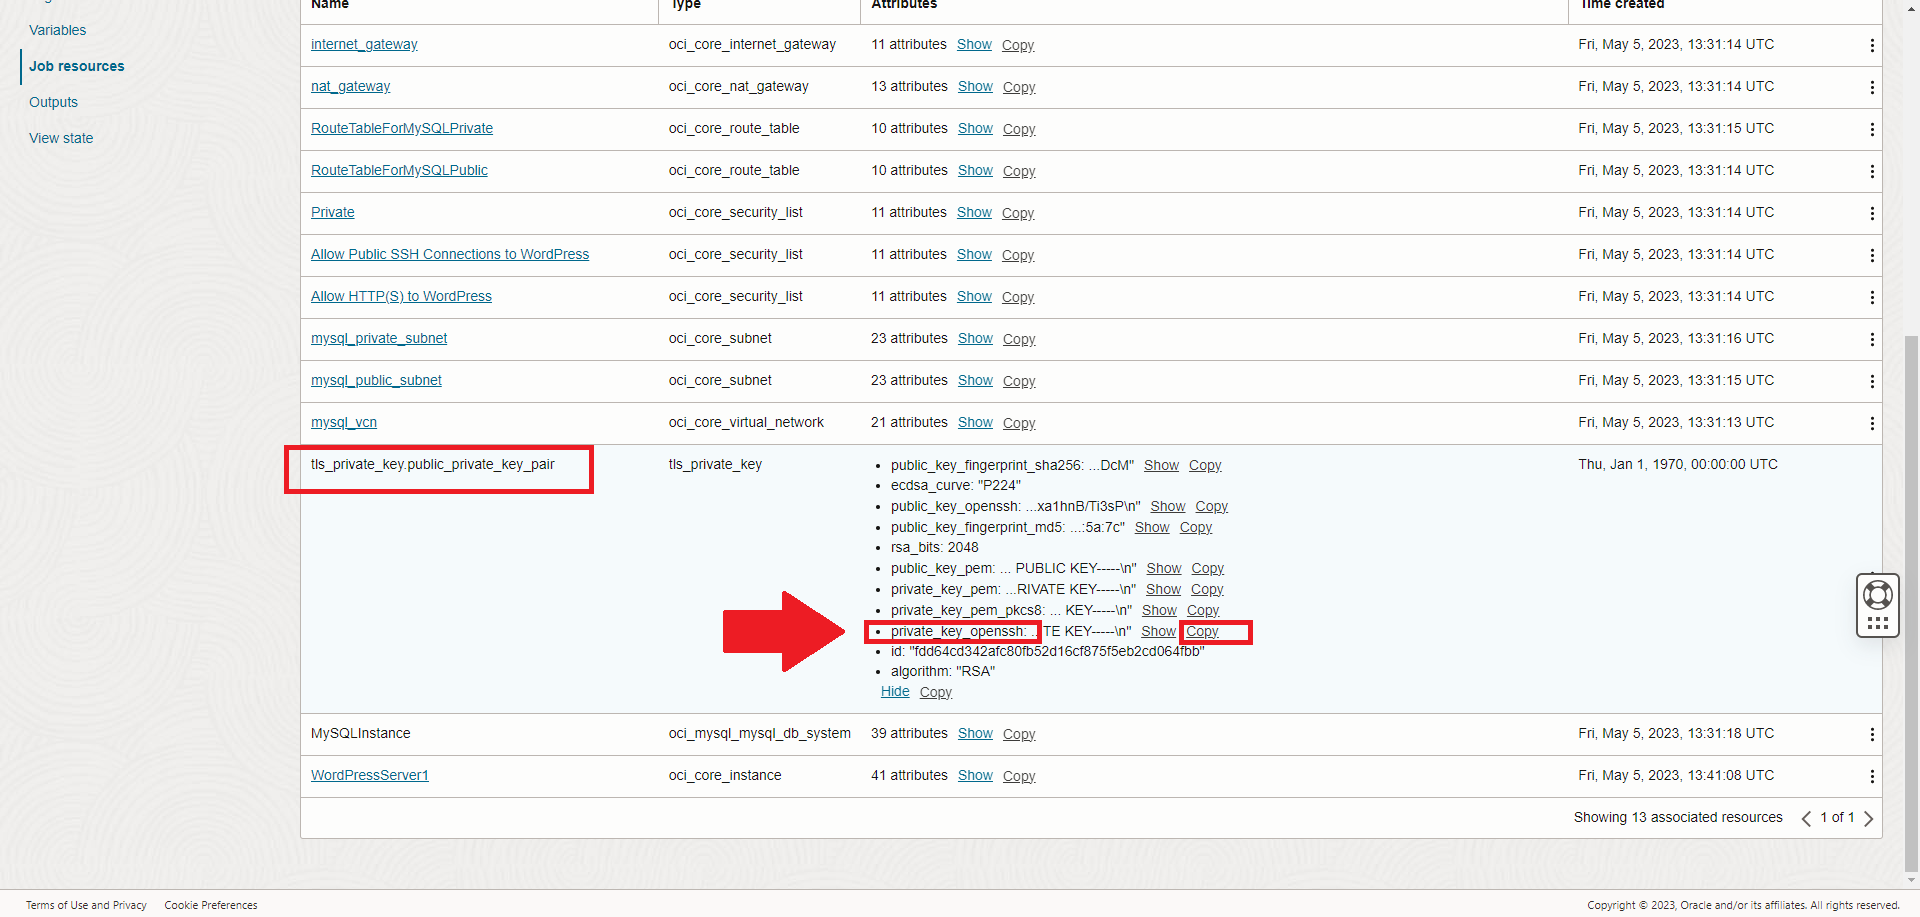 Name Type Attributes Time created
Variables
internet_gateway oci_core_internet_gateway 11 attributes Show Copy Fri, May 5, 2023, 13:31:14 UTC
Job resources
nat_gateway oci_core_nat_gateway 13 attributes Show Copy Fri, May 5, 2023, 13:31:14 UTC
Outputs
RouteTableForMySQLPrivate oci_core_route_table 10 attributes Show Copy Fri, May 5, 2023, 13:31:15 UTC
View state
RouteTableForMySQLPublic oci_core_route_table 10 attributes Show Copy Fri, May 5, 2023, 13:31:14 UTC
Private oci_core_security_list 11 attributes Show Copy Fri, May 5, 2023, 13:31:14 UTC
Allow Public SSH Connections to WordPress oci_core_security_list 11 attributes Show Copy Fri, May 5, 2023, 13:31:14 UTC
Allow HTTP(S) to WordPress oci_core_security_list 11 attributes Show Copy Fri, May 5, 2023, 13:31:14 UTC
mysql_private_subnet oci_core_subnet 23 attributes Show Copy Fri, May 5, 2023, 13:31:16 UTC
mysql_public_subnet oci_core_subnet 23 attributes Show Copy Fri, May 5, 2023, 13:31:15 UTC
mysql_vcn oci_core_virtual_network 21 attributes Show Copy Fri, May 5, 2023, 13:31:13 UTC
tls_private_key.public_private_key_pair tls_private_key • public_key_fingerprint_sha256: ...DcM" Show Copy Thu, Jan 1, 1970, 00:00:00 UTC
• ecdsa_curve: "P224"
• public_key_openssh: ...xa1hnB/Ti3sP\n" Show Copy
• public_key_fingerprint_md5: ...:5a:7c" Show Copy
• rsa_bits: 2048
• public_key_pem: ... PUBLIC KEY-----\n" Show Copy
• private_key_pem: ...RIVATE KEY-----\n" Show Copy
• private_key_pem_pkcs8: ... KEY-----\n" Show Copy
• private_key_openssh: ...TE KEY-----\n" Show Copy
• id: "fdd64cd342afc80fb52d16cf875f5eb2cd064fbb"
• algorithm: "RSA"
Hide Copy
MySQLInstance oci_mysql_mysql_db_system 39 attributes Show Copy Fri, May 5, 2023, 13:31:18 UTC
WordPressServer1 oci_core_instance 41 attributes Show Copy Fri, May 5, 2023, 13:41:08 UTC
Showing 13 associated resources 1 of 1
Terms of Use and Privacy Cookie Preferences Copyright © 2023, Oracle and/or its affiliates. All rights reserved.